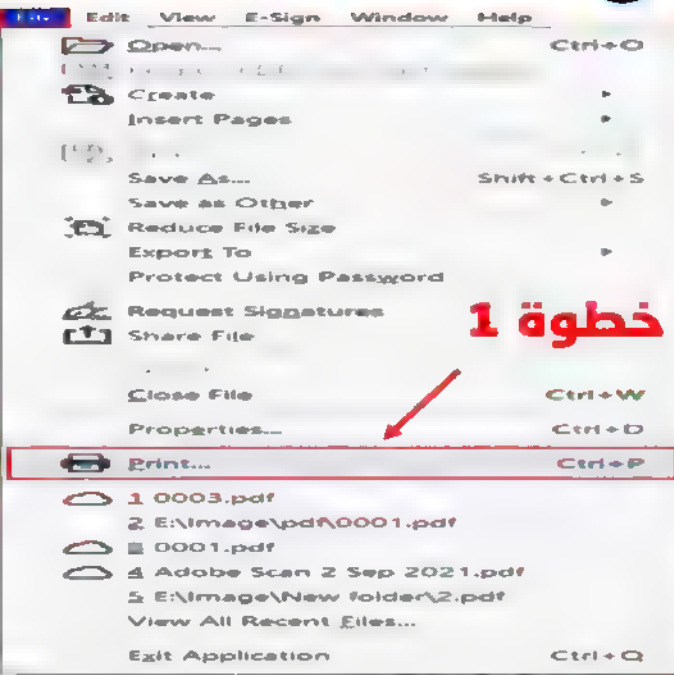 File Edit View E-Sign Window Help
Open... Ctrl+O
Create
Insert Pages
Save As... Shift+Ctrl+S
Save as Other
Reduce File Size
Export To
Protect Using Password
Request Signatures
خطوة 1
Share File
Close File Ctrl+W
Properties... Ctrl+D
Print... Ctrl+P
1 0003.pdf
2 E:\Image\pdf\0001.pdf
0001.pdf
4 Adobe Scan 2 Sep 2021.pdf
5 E:\Image\New folder\2.pdf
View All Recent Files...
Exit Application Ctrl+Q